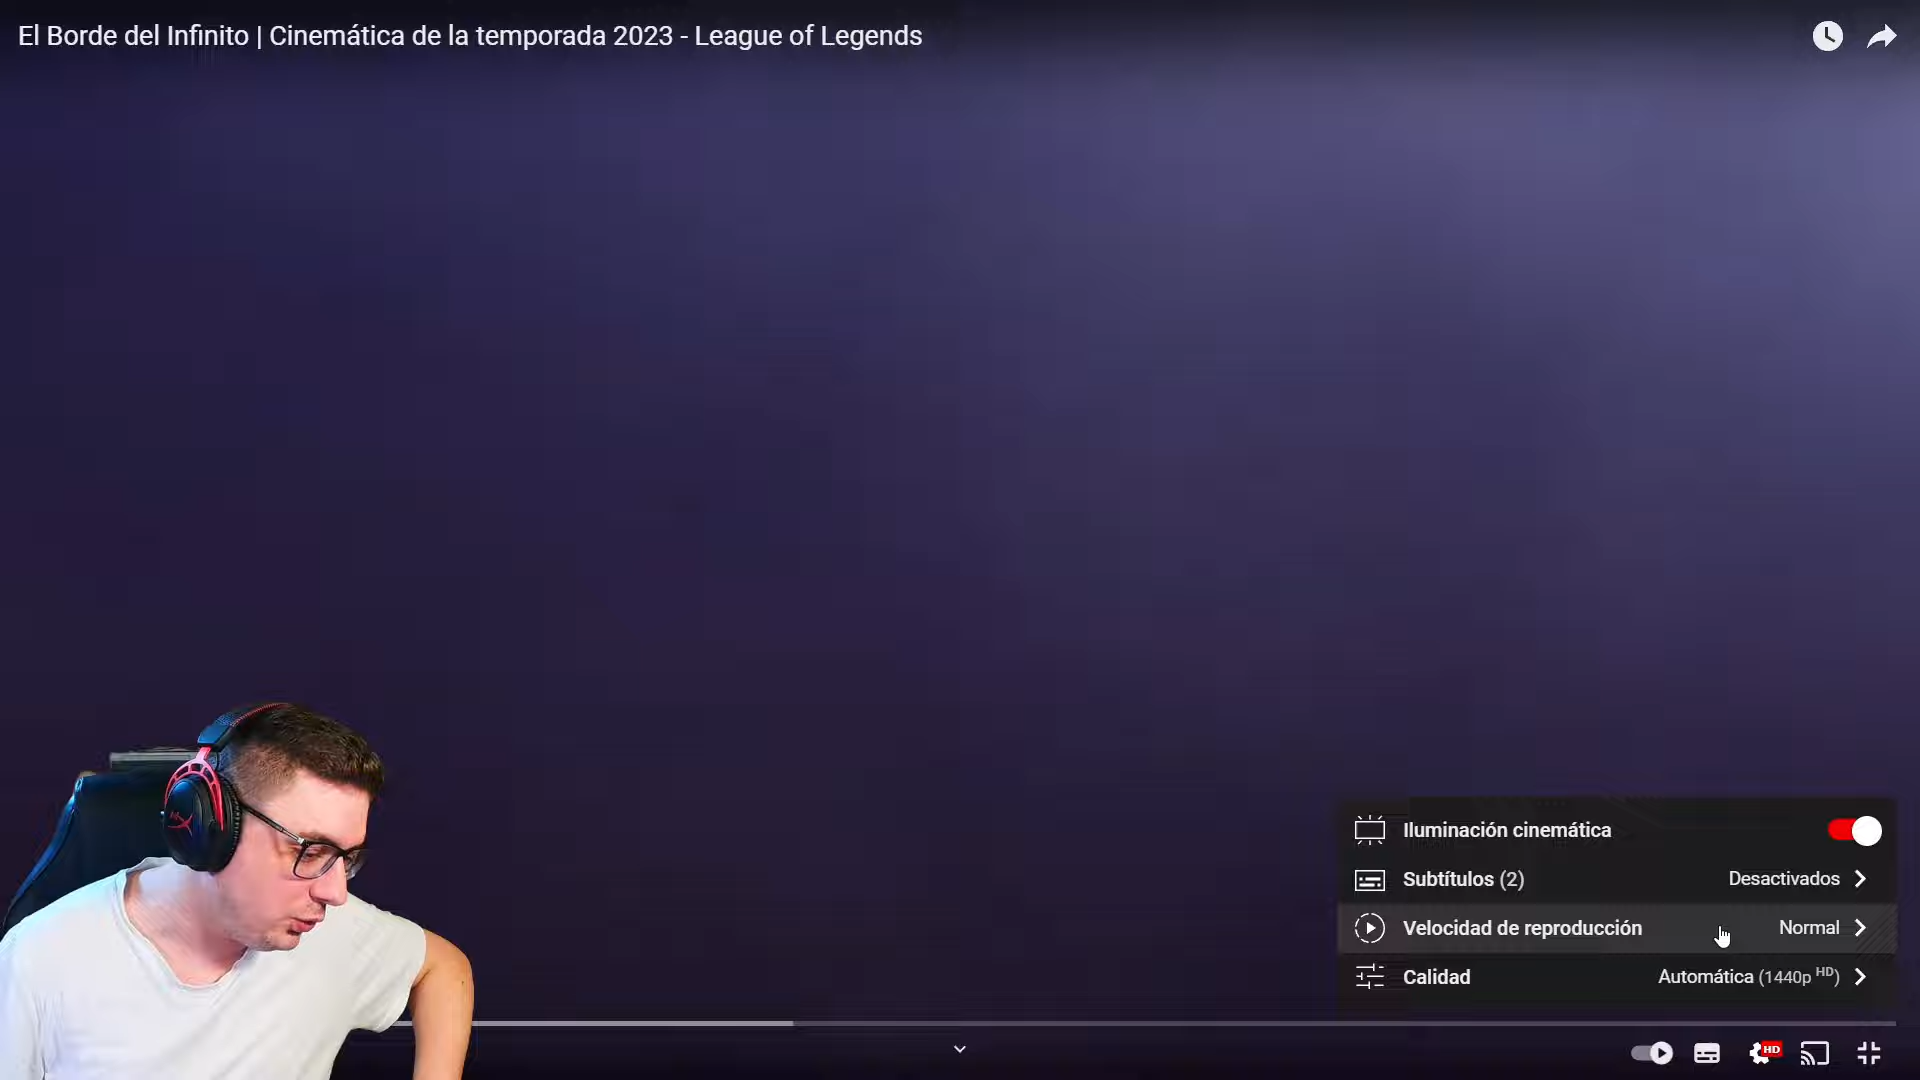 El Borde del Infinito | Cinemática de la temporada 2023 - League of Legends
Iluminación cinemática
Subtítulos (2) Desactivados
Velocidad de reproducción Normal
Calidad Automática (1440p HD)
HD